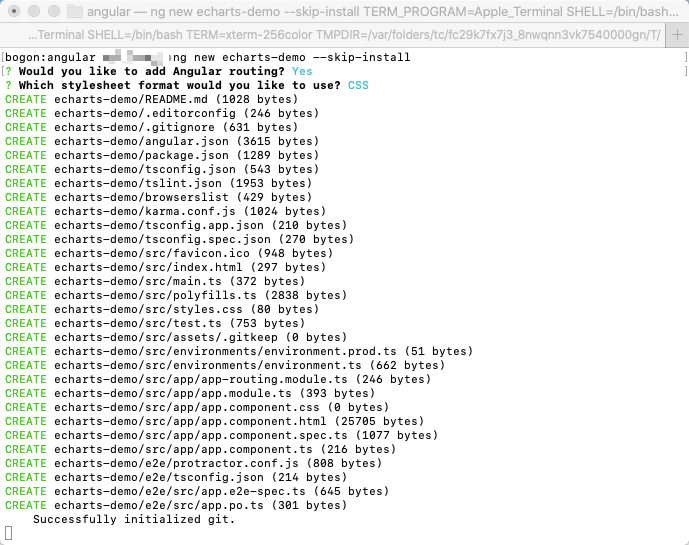 angular — ng new echarts-demo --skip-install TERM_PROGRAM=Apple_Terminal SHELL=/bin/bash...
...Terminal SHELL=/bin/bash TERM=xterm-256color TMPDIR=/var/folders/tc/fc29k7fx7j3_8nwqnn3vk7540000gn/T/ +
[bogon:angular ng new echarts-demo --skip-install ]
[? Would you like to add Angular routing? Yes ]
? Which stylesheet format would you like to use? CSS
CREATE echarts-demo/README.md (1028 bytes)
CREATE echarts-demo/.editorconfig (246 bytes)
CREATE echarts-demo/.gitignore (631 bytes)
CREATE echarts-demo/angular.json (3615 bytes)
CREATE echarts-demo/package.json (1289 bytes)
CREATE echarts-demo/tsconfig.json (543 bytes)
CREATE echarts-demo/tslint.json (1953 bytes)
CREATE echarts-demo/browserslist (429 bytes)
CREATE echarts-demo/karma.conf.js (1024 bytes)
CREATE echarts-demo/tsconfig.app.json (210 bytes)
CREATE echarts-demo/tsconfig.spec.json (270 bytes)
CREATE echarts-demo/src/favicon.ico (948 bytes)
CREATE echarts-demo/src/index.html (297 bytes)
CREATE echarts-demo/src/main.ts (372 bytes)
CREATE echarts-demo/src/polyfills.ts (2838 bytes)
CREATE echarts-demo/src/styles.css (80 bytes)
CREATE echarts-demo/src/test.ts (753 bytes)
CREATE echarts-demo/src/assets/.gitkeep (0 bytes)
CREATE echarts-demo/src/environments/environment.prod.ts (51 bytes)
CREATE echarts-demo/src/environments/environment.ts (662 bytes)
CREATE echarts-demo/src/app/app-routing.module.ts (246 bytes)
CREATE echarts-demo/src/app/app.module.ts (393 bytes)
CREATE echarts-demo/src/app/app.component.css (0 bytes)
CREATE echarts-demo/src/app/app.component.html (25705 bytes)
CREATE echarts-demo/src/app/app.component.spec.ts (1077 bytes)
CREATE echarts-demo/src/app/app.component.ts (216 bytes)
CREATE echarts-demo/e2e/protractor.conf.js (808 bytes)
CREATE echarts-demo/e2e/tsconfig.json (214 bytes)
CREATE echarts-demo/e2e/src/app.e2e-spec.ts (645 bytes)
CREATE echarts-demo/e2e/src/app.po.ts (301 bytes)
Successfully initialized git.